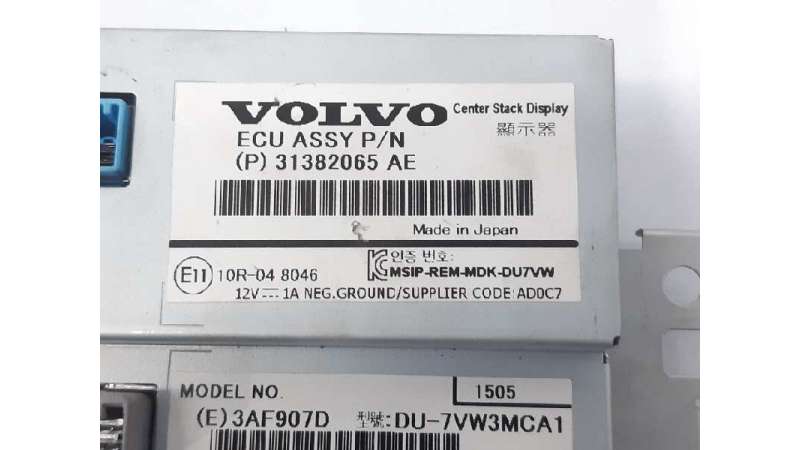 VOLVO Center Stack Display
ECU ASSY P/N 顯示器
(P) 31382065 AE
Made in Japan
E11 10R-04 8046 인증 번호:
MSIP-REM-MDK-DU7VW
12V⎓1A NEG.GROUND/SUPPLIER CODE:AD0C7
MODEL NO. 1505
(E)3AF907D 型號:DU-7VW3MCA1